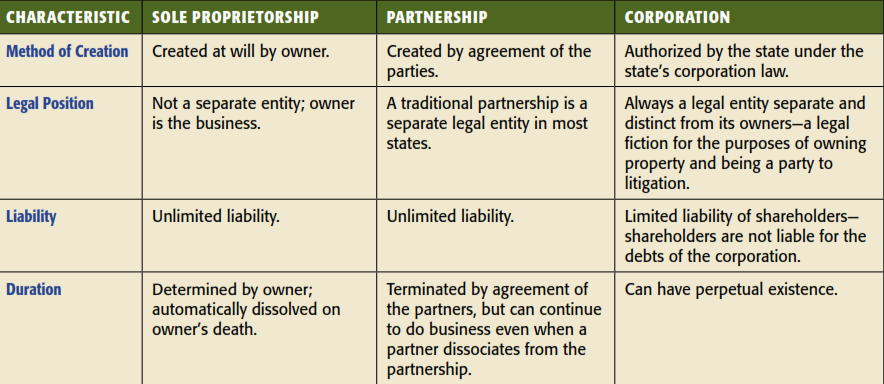 CHARACTERISTIC SOLE PROPRIETORSHIP PARTNERSHIP CORPORATION
Method of Creation Created at will by owner. Created by agreement of the Authorized by the state under the
parties. state's corporation law.
Legal Position Not a separate entity; owner A traditional partnership is a Always a legal entity separate and
is the business. separate legal entity in most distinct from its owners—a legal
states. fiction for the purposes of owning
property and being a party to
litigation.
Liability Unlimited liability. Unlimited liability. Limited liability of shareholders—
shareholders are not liable for the
debts of the corporation.
Duration Determined by owner; Terminated by agreement of Can have perpetual existence.
automatically dissolved on the partners, but can continue
owner's death. to do business even when a
partner dissociates from the
partnership.